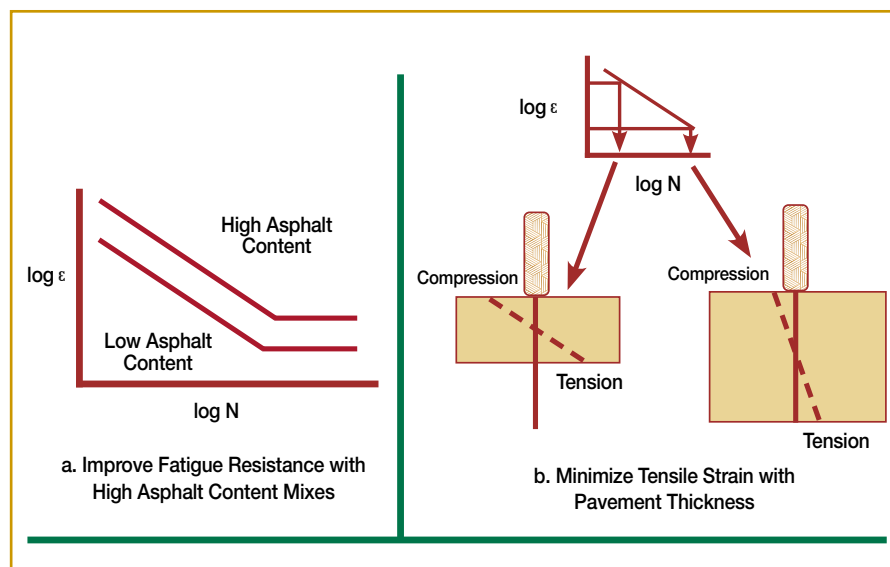 High Asphalt
Content
log ε
Low Asphalt
Content
log N
a. Improve Fatigue Resistance with
High Asphalt Content Mixes
log ε
log N
Compression
Tension
Compression
Tension
b. Minimize Tensile Strain with
Pavement Thickness